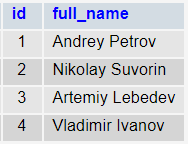 id full_name
1 Andrey Petrov
2 Nikolay Suvorin
3 Artemiy Lebedev
4 Vladimir Ivanov